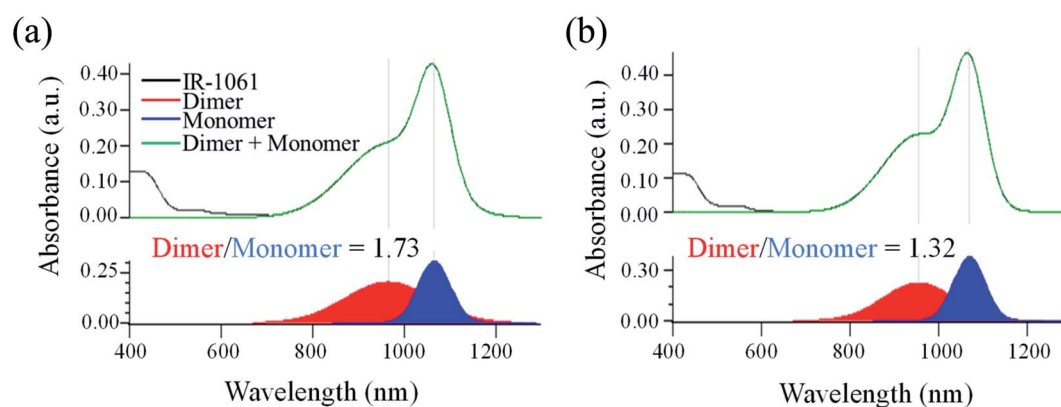 (a)
Absorbance (a.u.)
0.40
0.30
0.20
0.10
0.00
IR-1061
Dimer
Monomer
Dimer + Monomer
Dimer/Monomer = 1.73
0.25
0.00
400 600 800 1000 1200
Wavelength (nm)
(b)
Absorbance (a.u.)
0.40
0.30
0.20
0.10
0.00
Dimer/Monomer = 1.32
0.30
0.00
400 600 800 1000 1200
Wavelength (nm)